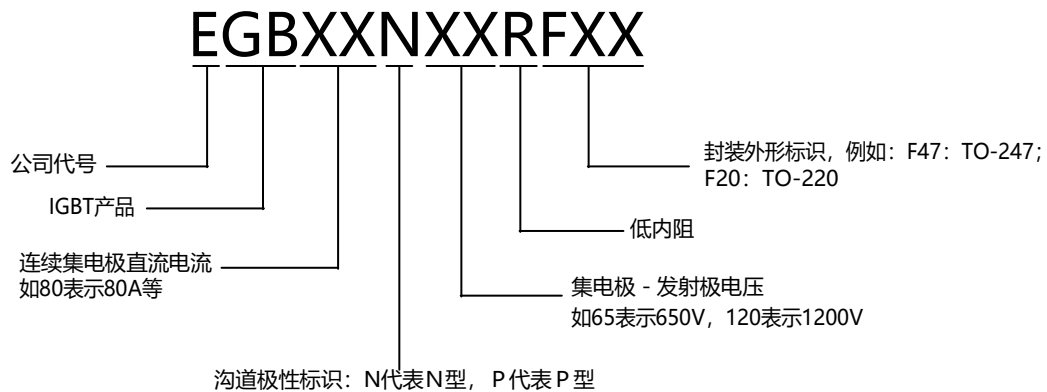 EGBXXNXXRFXX
公司代号
封装外形标识，例如：F47：TO-247；
F20：TO-220
IGBT产品
低内阻
连续集电极直流电流
如80表示80A等
集电极 - 发射极电压
如65表示650V，120表示1200V
沟道极性标识：N代表N型， P代表P型